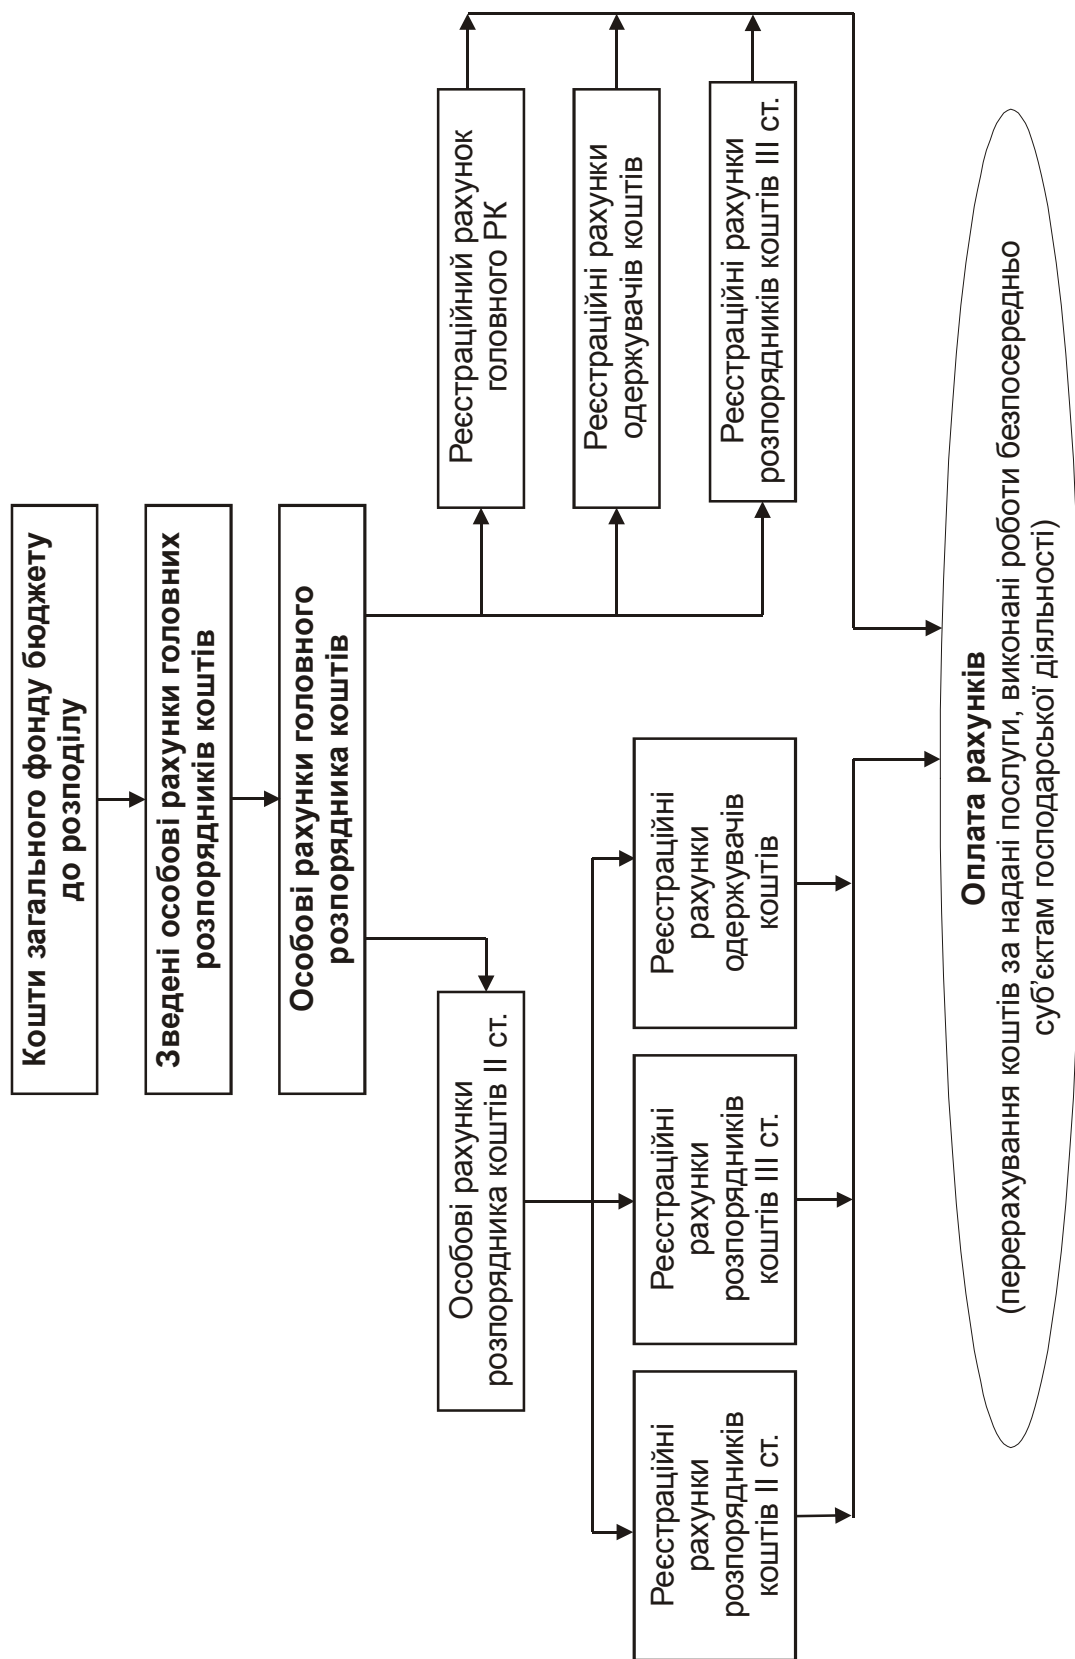 Кошти загального фонду бюджету
до розподілу
Зведені особові рахунки головних
розпорядників коштів
Особові рахунки головного
розпорядника коштів
Особові рахунки
розпорядника коштів ІІ ст.
Реєстраційний рахунок
головного РК
Реєстраційні рахунки
одержувачів коштів
Реєстраційні рахунки
розпорядників коштів ІІІ ст.
Реєстраційні
рахунки
розпорядників
коштів ІІ ст.
Реєстраційні
рахунки
розпорядників
коштів ІІІ ст.
Реєстраційні
рахунки
одержувачів
коштів
Оплата рахунків
(перерахування коштів за надані послуги, виконані роботи безпосередньо
суб’єктам господарської діяльності)